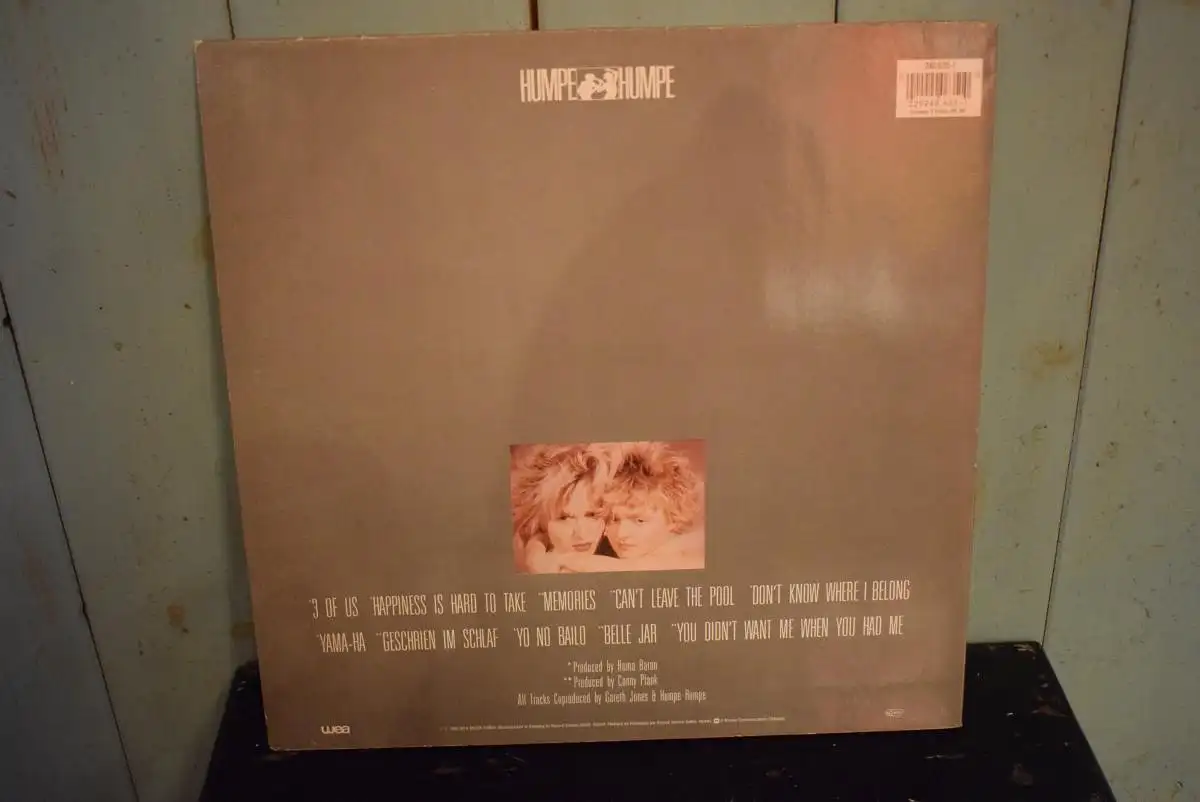 HUMPE HUMPE
*3 OF US *HAPPINESS IS HARD TO TAKE **MEMORIES **CAN'T LEAVE THE POOL *DON'T KNOW WHERE I BELONG
*YAMA-HA **GESCHRIEN IM SCHLAF *YO NO BAILO **BELLE JAR **YOU DIDN'T WANT ME WHEN YOU HAD ME
*Produced by Roma Baran
**Produced by Conny Plank
All Tracks Coproduced by Gareth Jones & Humpe·Humpe
wea